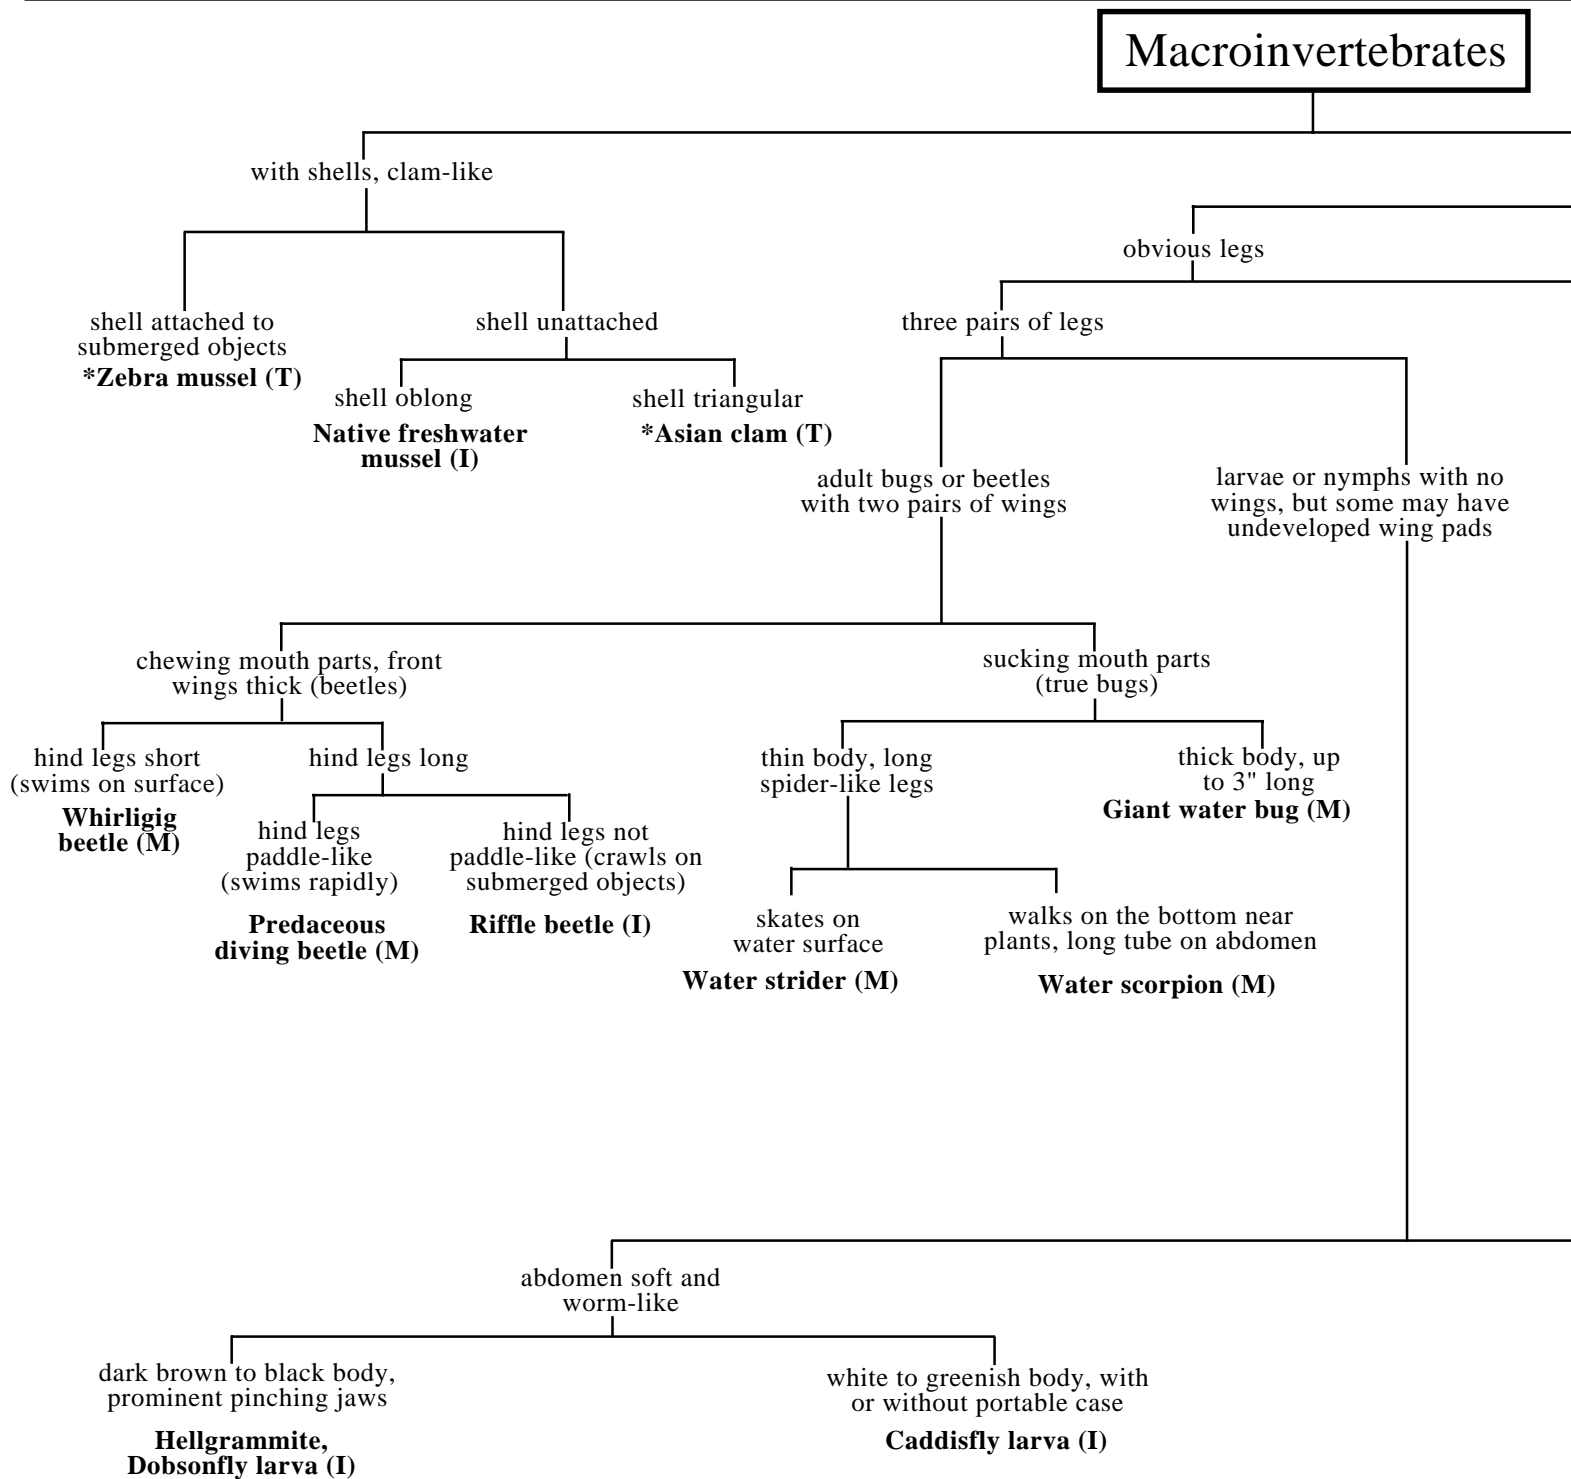 Macroinvertebrates
with shells, clam-like
obvious legs
shell attached to
submerged objects
*Zebra mussel (T)
shell unattached
three pairs of legs
shell oblong
Native freshwater
mussel (I)
shell triangular
*Asian clam (T)
adult bugs or beetles
with two pairs of wings
larvae or nymphs with no
wings, but some may have
undeveloped wing pads
chewing mouth parts, front
wings thick (beetles)
sucking mouth parts
(true bugs)
hind legs short
(swims on surface)
Whirligig
beetle (M)
hind legs long
thin body, long
spider-like legs
thick body, up
to 3" long
Giant water bug (M)
hind legs
paddle-like
(swims rapidly)
Predaceous
diving beetle (M)
hind legs not
paddle-like (crawls on
submerged objects)
Riffle beetle (I)
skates on
water surface
Water strider (M)
walks on the bottom near
plants, long tube on abdomen
Water scorpion (M)
abdomen soft and
worm-like
dark brown to black body,
prominent pinching jaws
Hellgrammite,
Dobsonfly larva (I)
white to greenish body, with
or without portable case
Caddisfly larva (I)